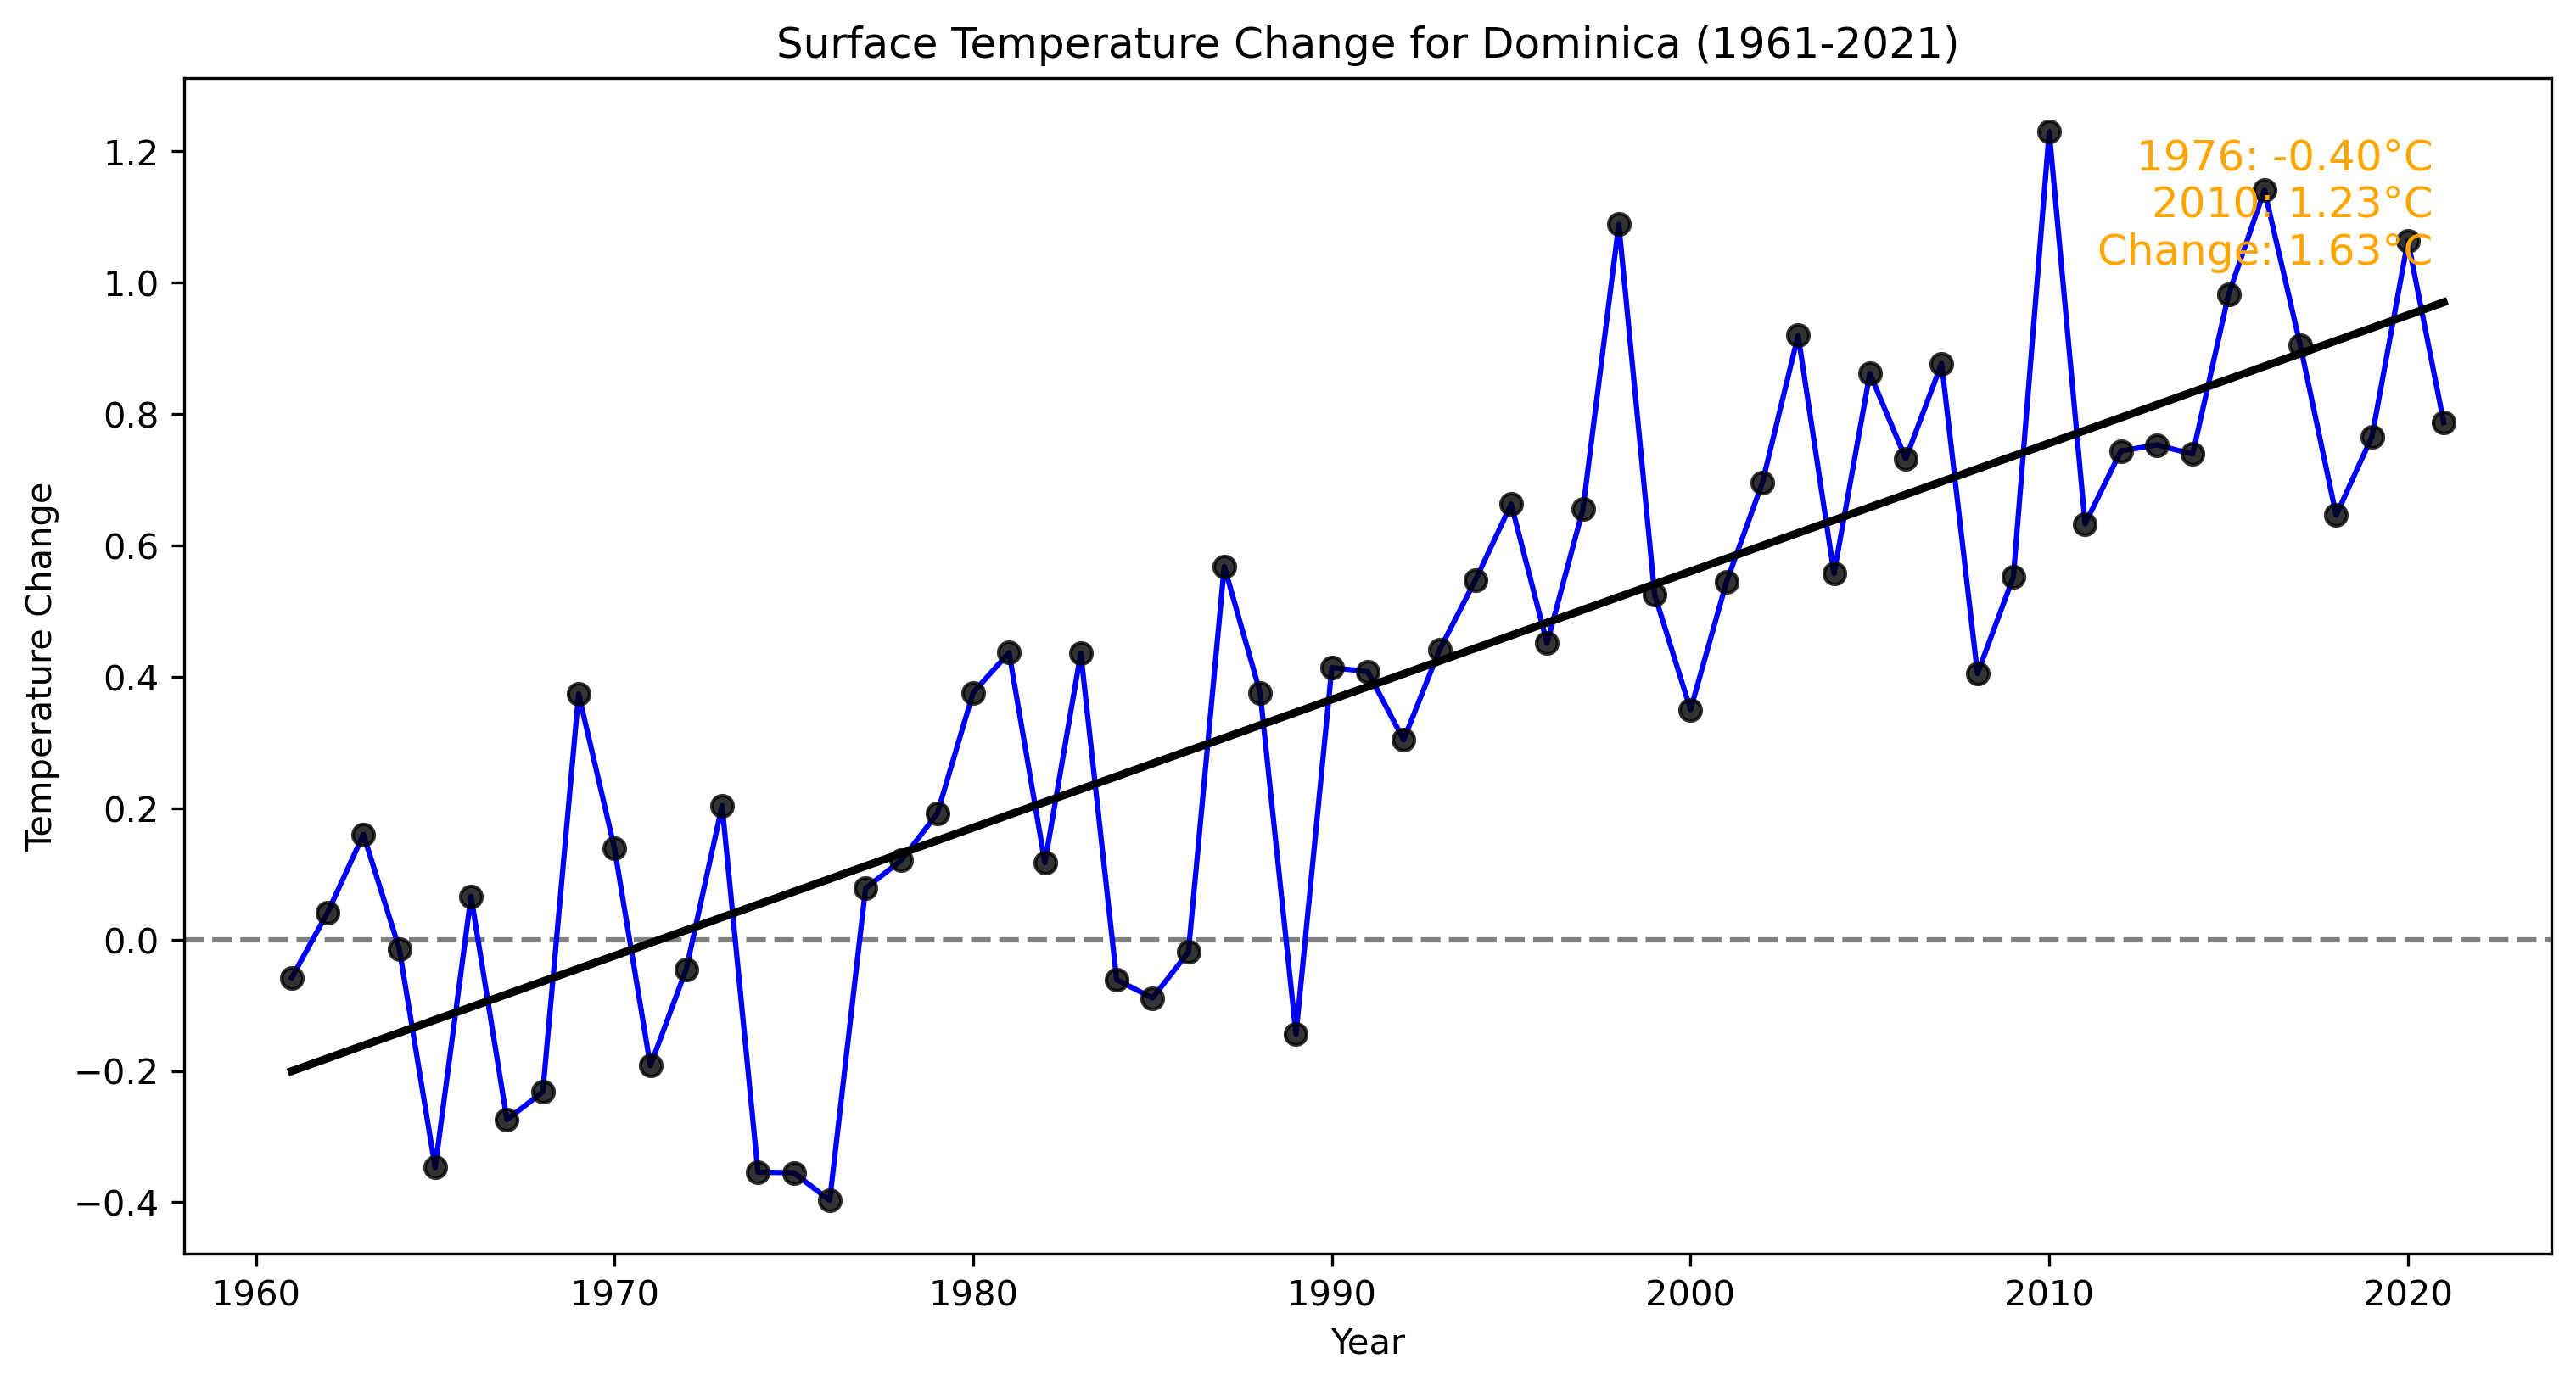 Surface Temperature Change for Dominica (1961-2021)
1976: -0.40°C
2010: 1.23°C
Change: 1.63°C
Temperature Change
1.2
1.0
0.8
0.6
0.4
0.2
0.0
−0.2
−0.4
1960 1970 1980 1990 2000 2010 2020
Year